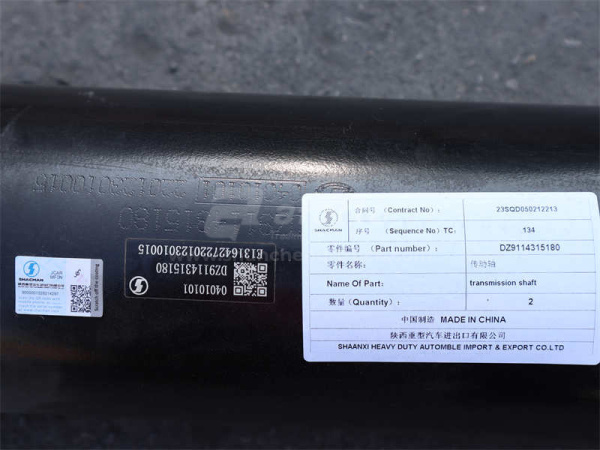 SHACMAN
04010101
DZ9114315180
SHACMAN
合同号 (Contract No): 23SQD050212213
序号 (Sequence No) TC: 134
零件编号 (Part number): DZ9114315180
零件名称: 传动轴
Name Of Part: transmission shaft
数量 (Quantity): 2
中国制造 MADE IN CHINA
陕西重型汽车进出口有限公司
SHAANXI HEAVY DUTY AUTOMBLE IMPORT & EXPORT CO.LTD